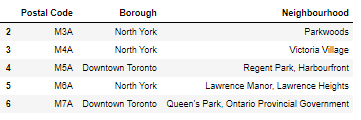 Postal Code Borough Neighbourhood
2 M3A North York Parkwoods
3 M4A North York Victoria Village
4 M5A Downtown Toronto Regent Park, Harbourfront
5 M6A North York Lawrence Manor, Lawrence Heights
6 M7A Downtown Toronto Queen's Park, Ontario Provincial Government